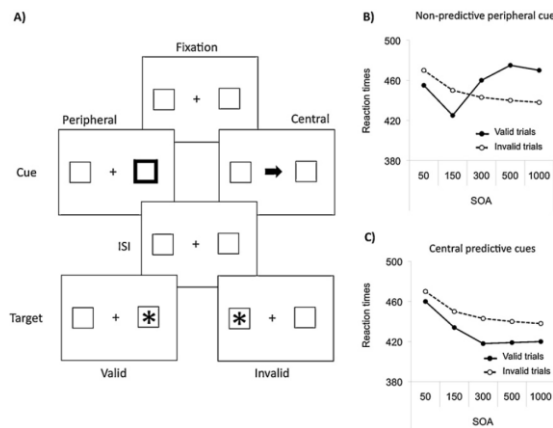 A)
Fixation
Peripheral
Central
Cue
+
+
+
ISI
+
Target
+
*
*
+
Valid
Invalid
B)
Non-predictive peripheral cue
Reaction times
500
460
420
380
Valid trials
Invalid trials
50 150 300 500 1000
SOA
C)
Central predictive cues
Reaction times
500
460
420
380
Valid trials
Invalid trials
50 150 300 500 1000
SOA